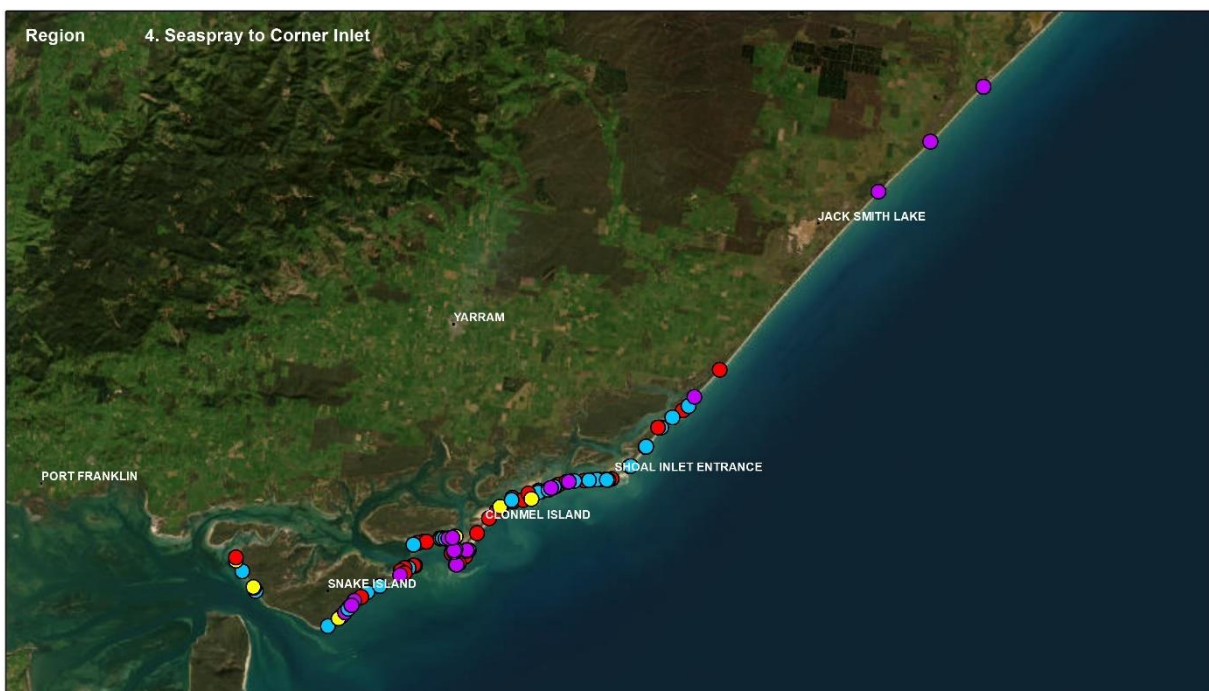 Region 4. Seaspray to Corner Inlet
JACK SMITH LAKE
YARRAM
SHOAL INLET ENTRANCE
PORT FRANKLIN
CLONMEL ISLAND
SNAKE ISLAND